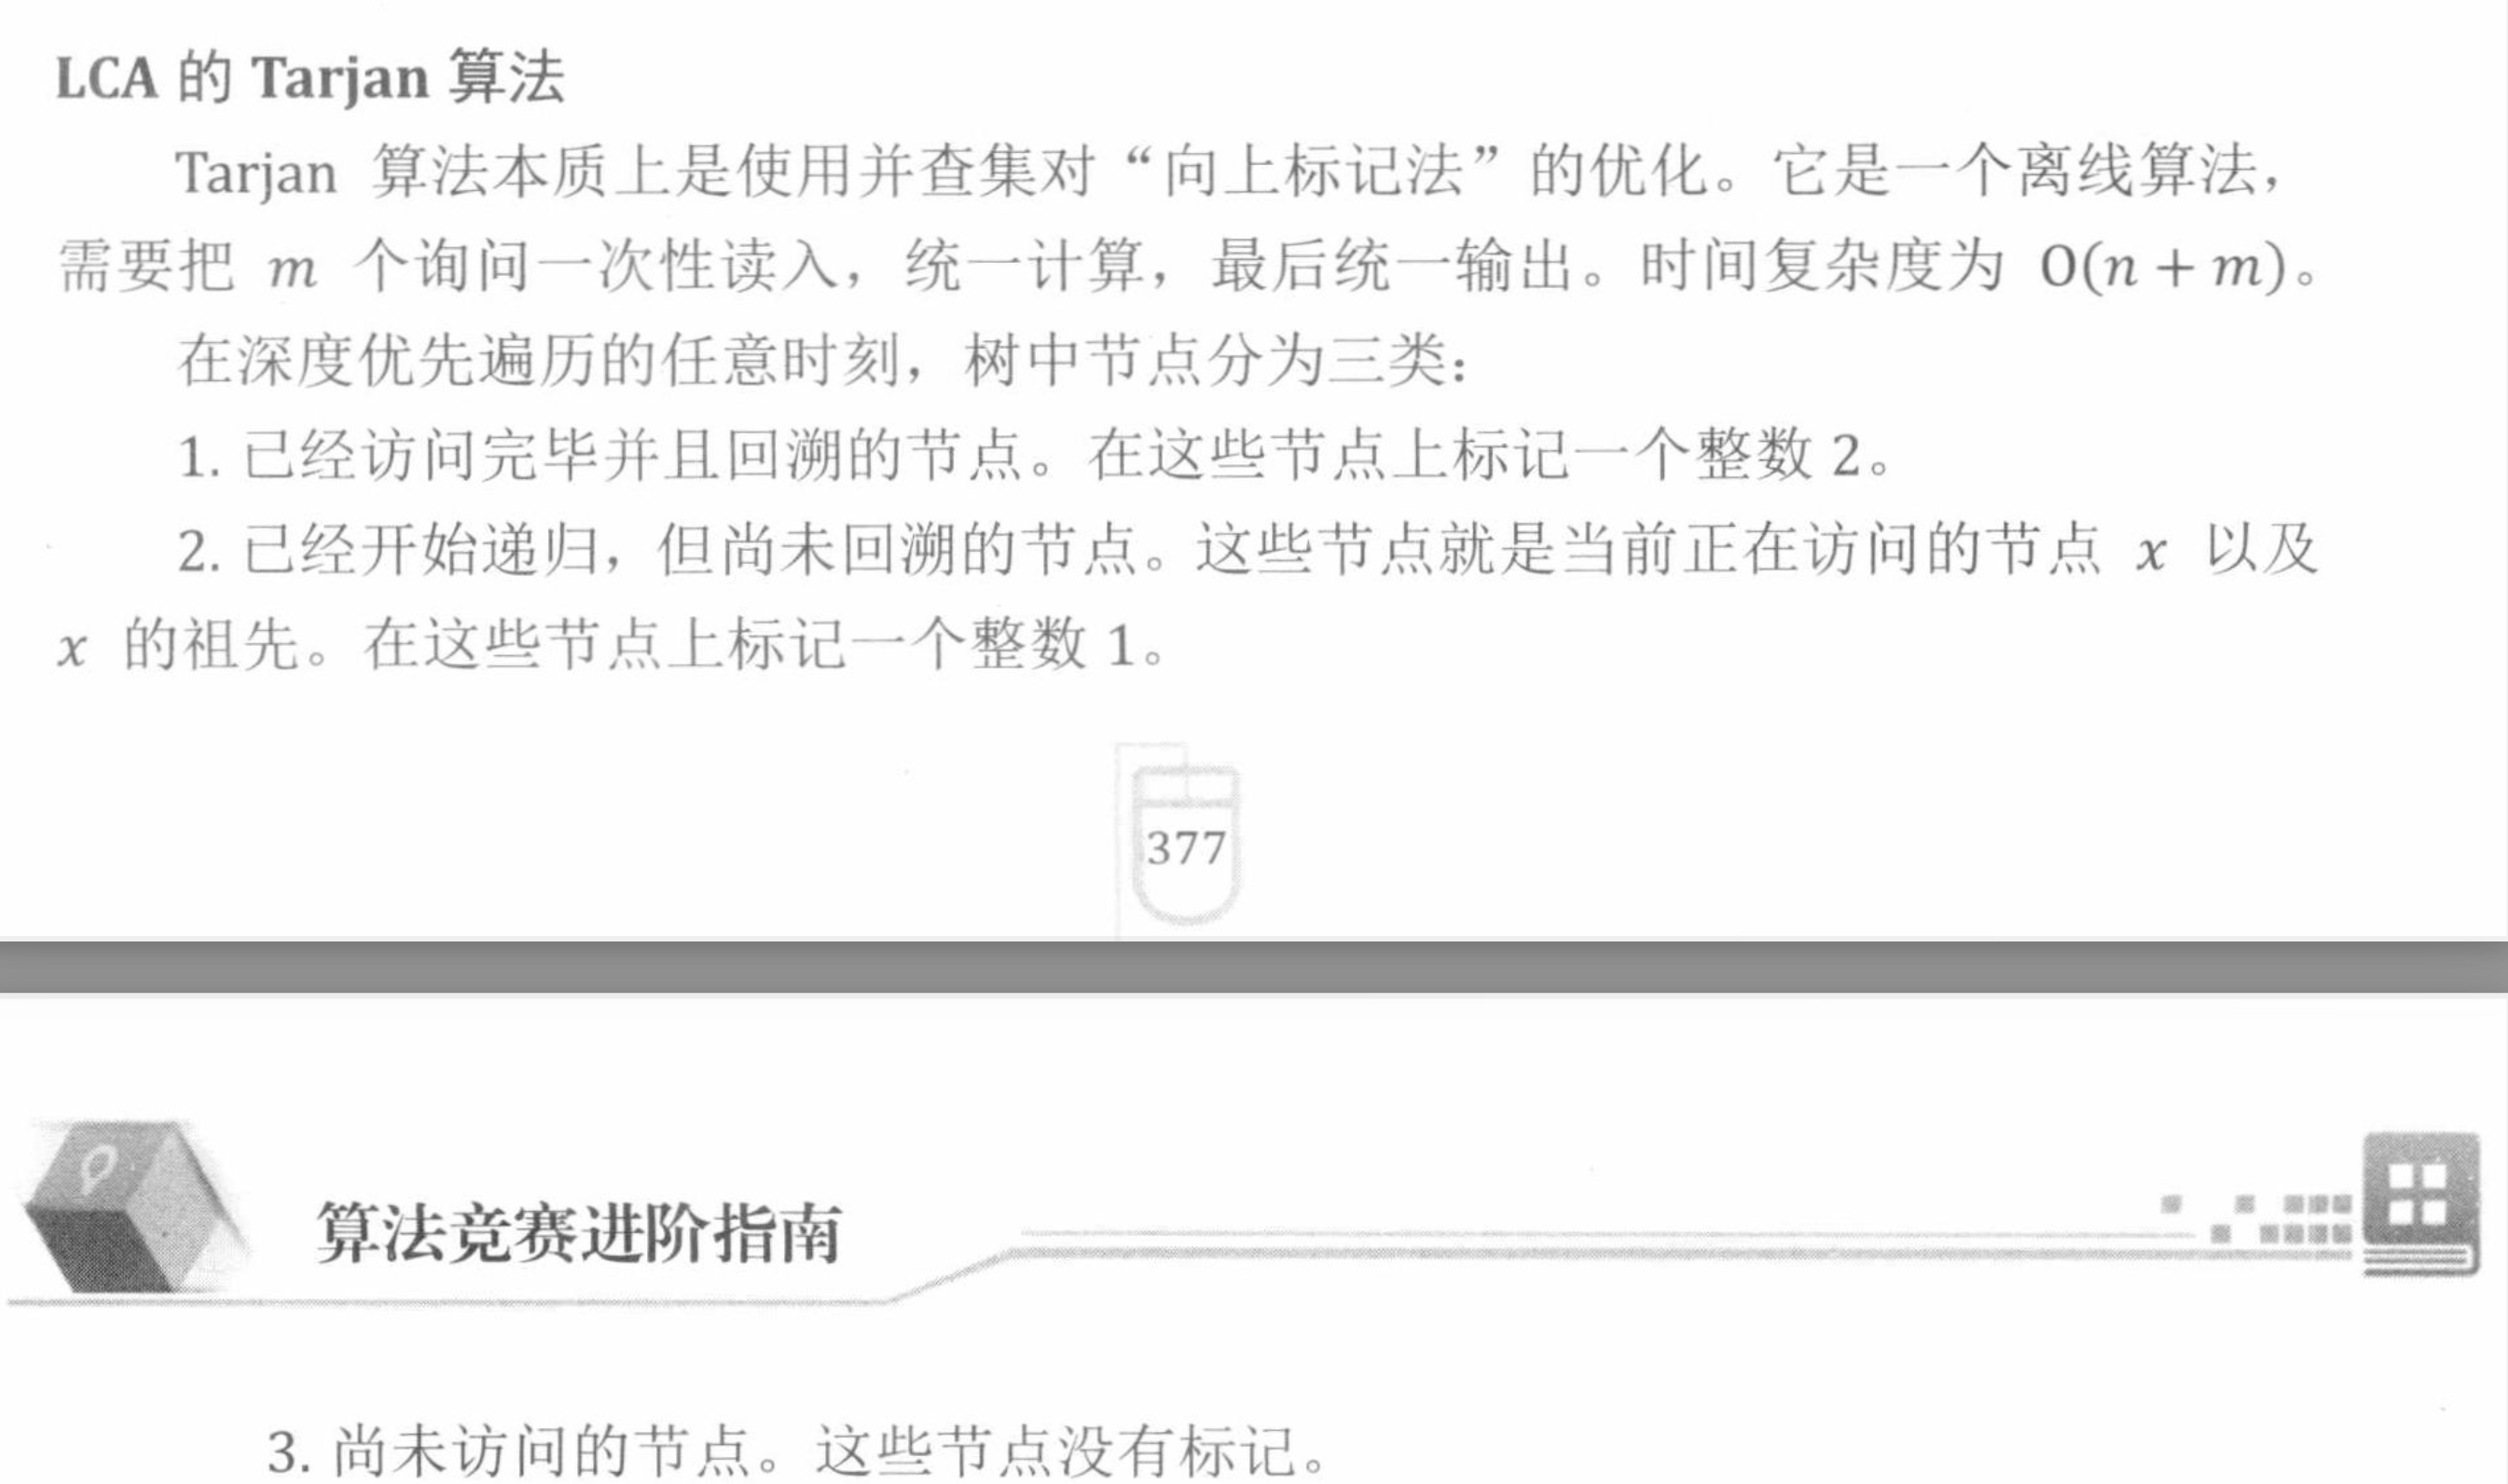 LCA 的 Tarjan 算法
Tarjan 算法本质上是使用并查集对“向上标记法”的优化。它是一个离线算法，
需要把 m 个询问一次性读入，统一计算，最后统一输出。时间复杂度为 O(n + m)。
在深度优先遍历的任意时刻，树中节点分为三类：
1. 已经访问完毕并且回溯的节点。在这些节点上标记一个整数 2。
2. 已经开始递归，但尚未回溯的节点。这些节点就是当前正在访问的节点 x 以及
x 的祖先。在这些节点上标记一个整数 1。
377
算法竞赛进阶指南
3. 尚未访问的节点。这些节点没有标记。